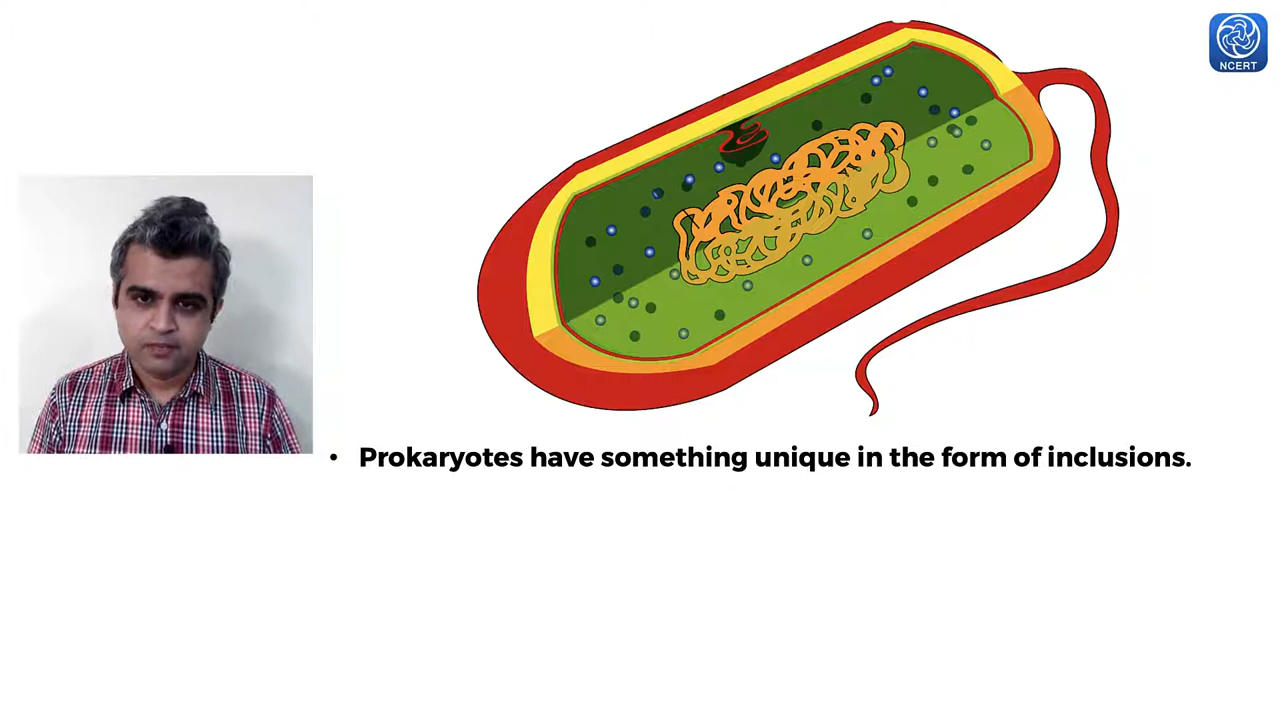 NCERT
• Prokaryotes have something unique in the form of inclusions.